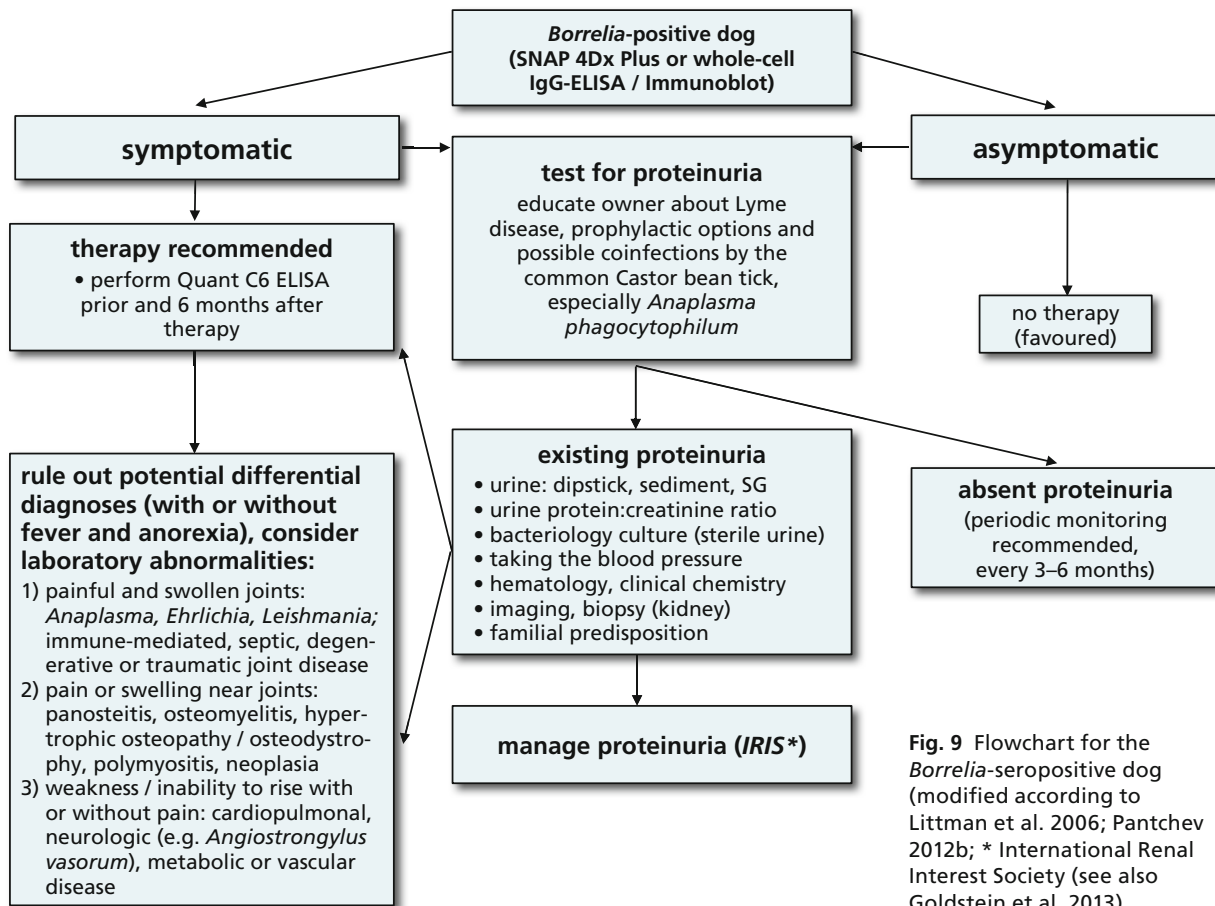 Borrelia-positive dog
(SNAP 4Dx Plus or whole-cell
IgG-ELISA / Immunoblot)
symptomatic
test for proteinuria
educate owner about Lyme
disease, prophylactic options and
possible coinfections by the
common Castor bean tick,
especially Anaplasma
phagocytophilum
asymptomatic
therapy recommended
• perform Quant C6 ELISA
prior and 6 months after
therapy
no therapy
(favoured)
rule out potential differential
diagnoses (with or without
fever and anorexia), consider
laboratory abnormalities:
1) painful and swollen joints:
Anaplasma, Ehrlichia, Leishmania;
immune-mediated, septic, degen-
erative or traumatic joint disease
2) pain or swelling near joints:
panosteitis, osteomyelitis, hyper-
trophic osteopathy / osteodystro-
phy, polymyositis, neoplasia
3) weakness / inability to rise with
or without pain: cardiopulmonal,
neurologic (e.g. Angiostrongylus
vasorum), metabolic or vascular
disease
existing proteinuria
• urine: dipstick, sediment, SG
• urine protein:creatinine ratio
• bacteriology culture (sterile urine)
• taking the blood pressure
• hematology, clinical chemistry
• imaging, biopsy (kidney)
• familial predisposition
absent proteinuria
(periodic monitoring
recommended,
every 3–6 months)
manage proteinuria (IRIS*)
Fig. 9 Flowchart for the
Borrelia-seropositive dog
(modified according to
Littman et al. 2006; Pantchev
2012b; * International Renal
Interest Society (see also
Goldstein et al. 2013)